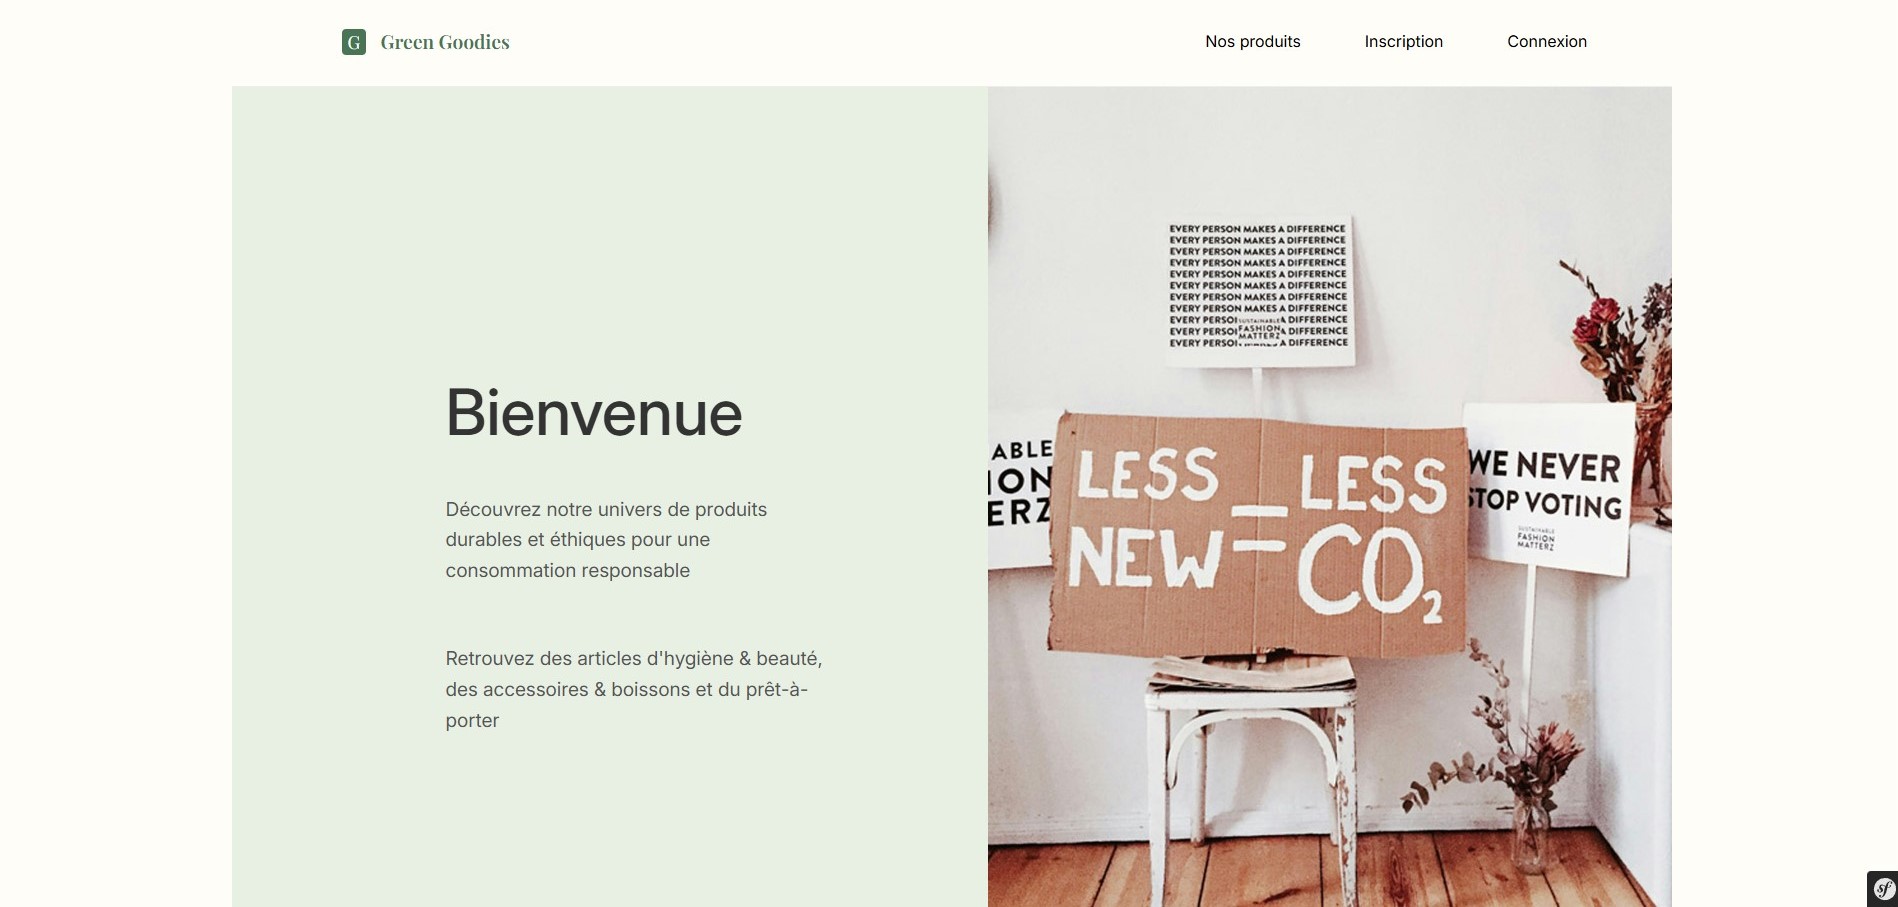 G Green Goodies
Nos produits Inscription Connexion
Bienvenue
Découvrez notre univers de produits
durables et éthiques pour une
consommation responsable
Retrouvez des articles d'hygiène & beauté,
des accessoires & boissons et du prêt-à-
porter
EVERY PERSON MAKES A DIFFERENCE
EVERY PERSON MAKES A DIFFERENCE
EVERY PERSON MAKES A DIFFERENCE
EVERY PERSON MAKES A DIFFERENCE
EVERY PERSON MAKES A DIFFERENCE
EVERY PERSON MAKES A DIFFERENCE
EVERY PERSON MAKES A DIFFERENCE
EVERY PERSON MAKES A DIFFERENCE
EVERY PERSO A DIFFERENCE
EVERY PERSO A DIFFERENCE
EVERY PERSO A DIFFERENCE
SUSTAINABLE
FASHION
MATTERZ
ABLE
ION
ERZ
LESS
NEW
=
LESS
CO₂
WE NEVER
STOP VOTING
SUSTAINABLE
FASHION
MATTERZ
sf